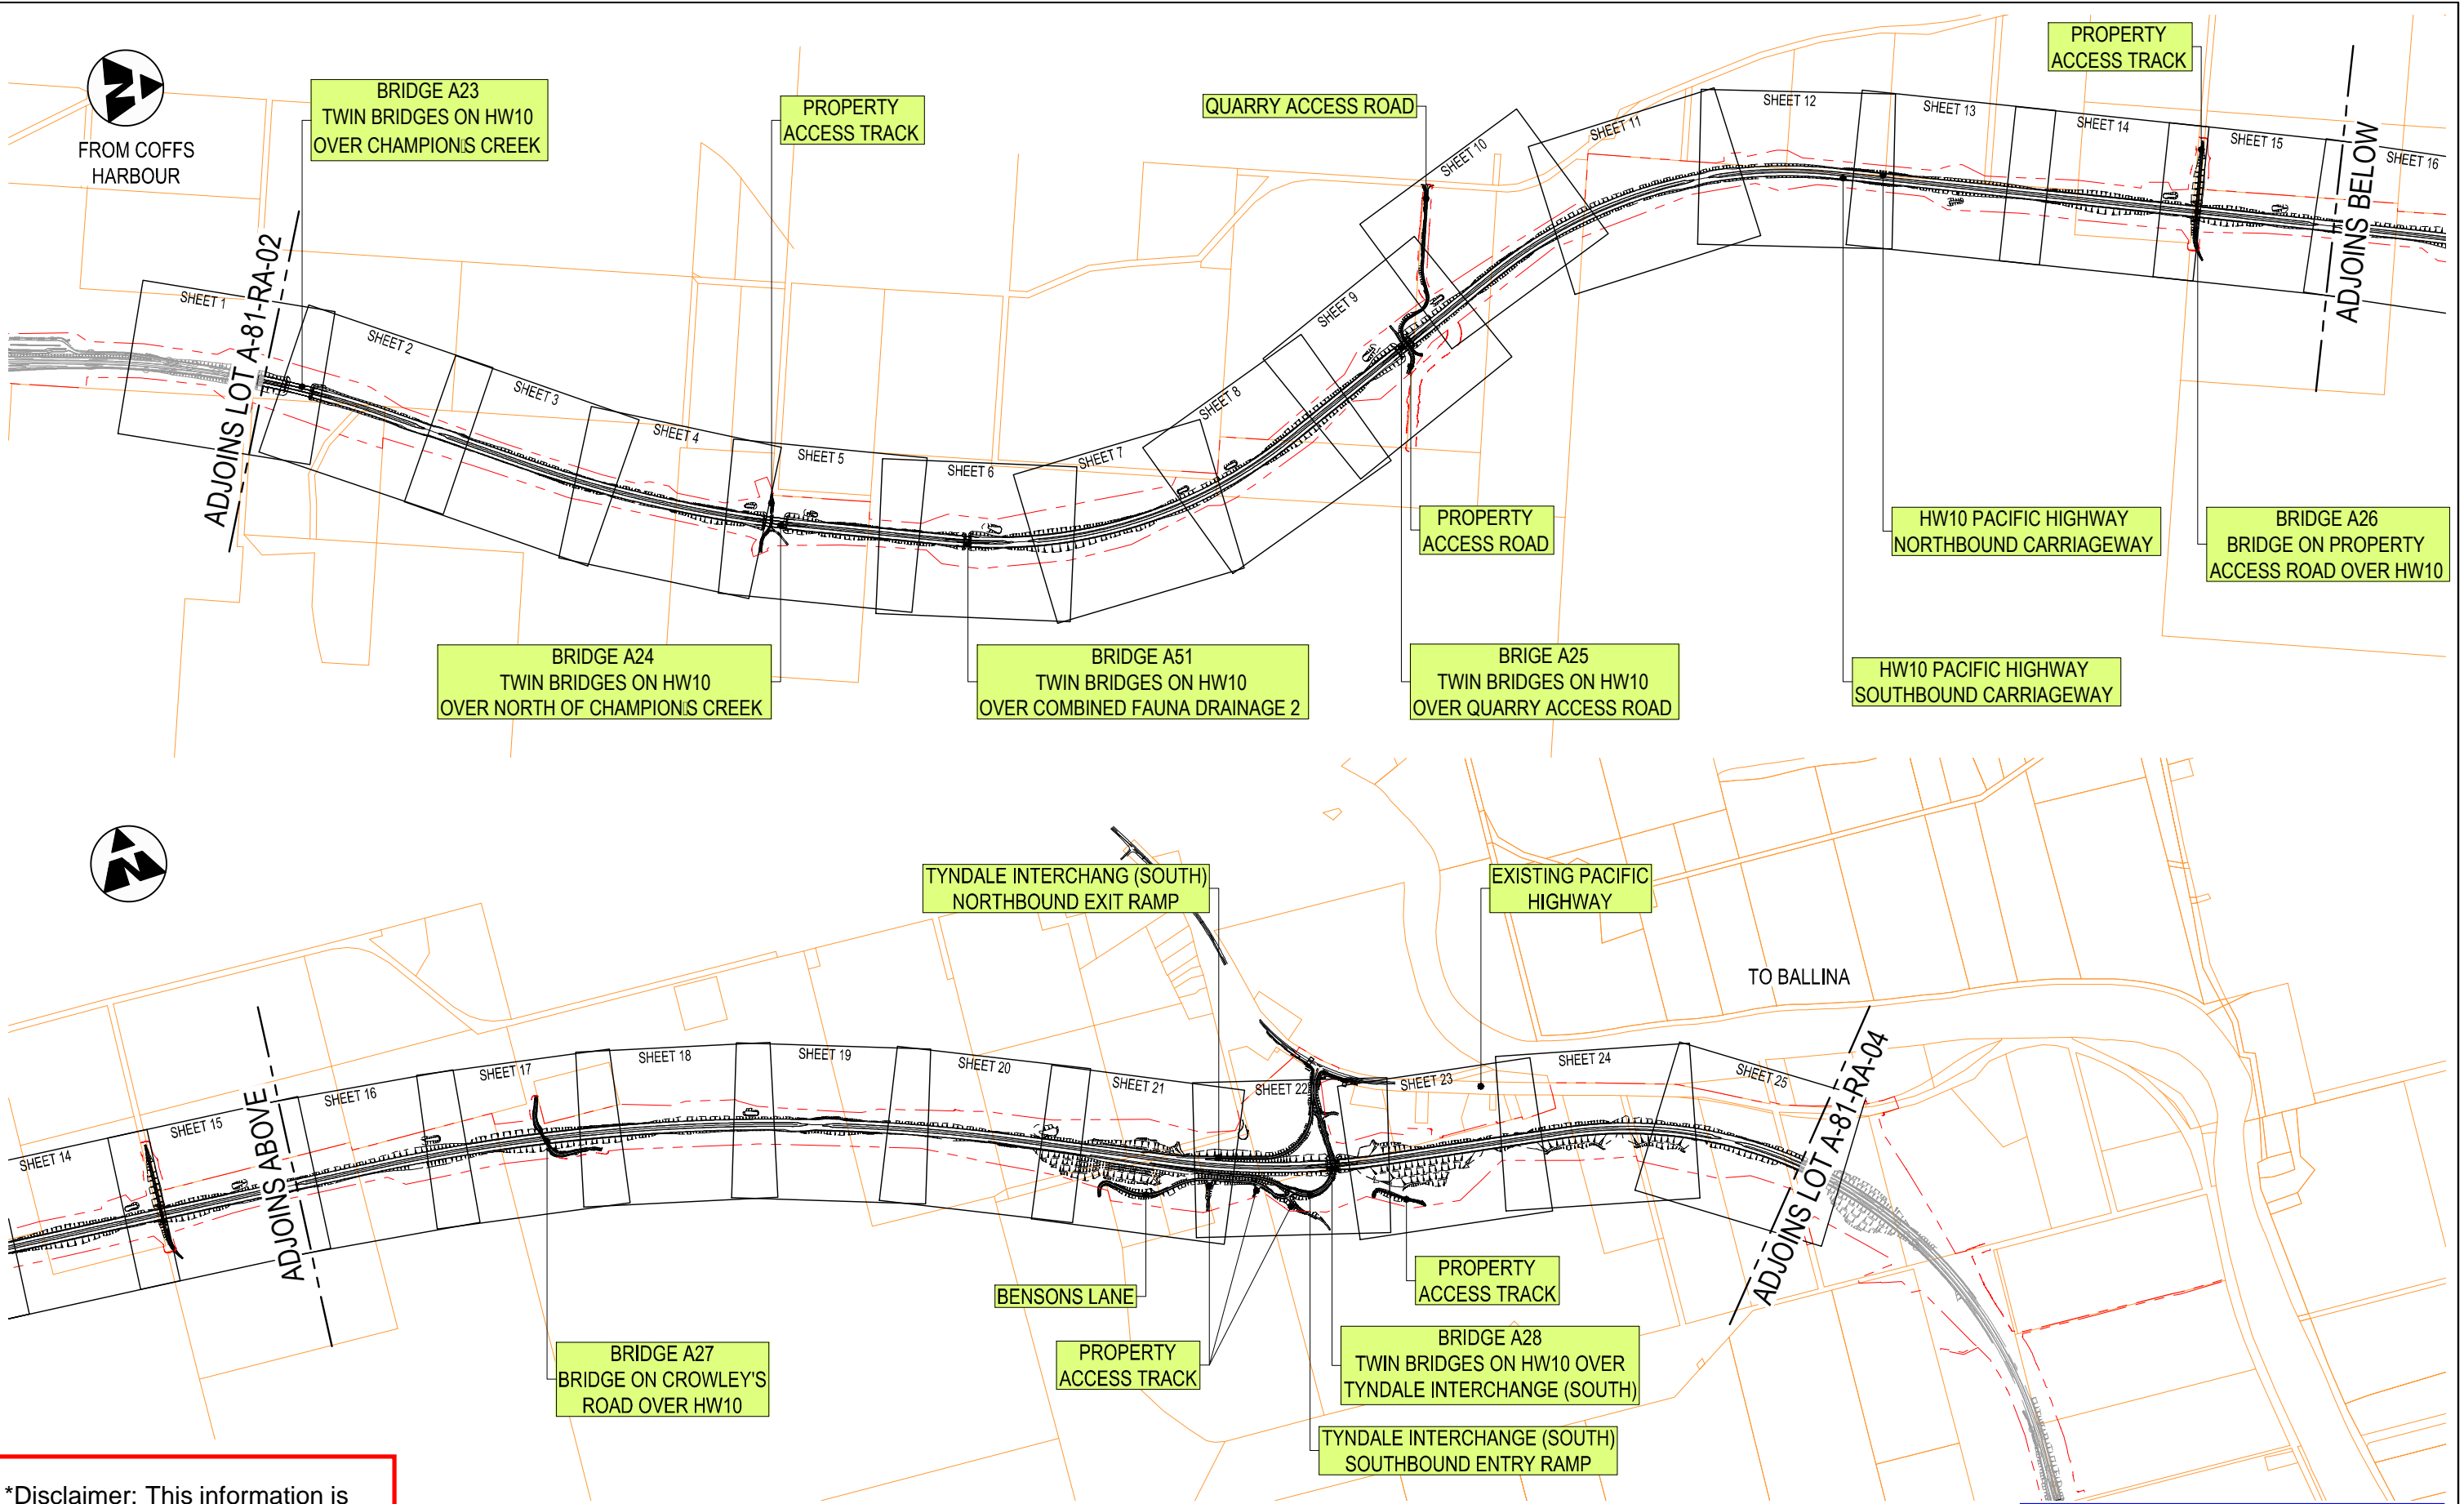 PROPERTY
ACCESS TRACK
BRIDGE A23
TWIN BRIDGES ON HW10
OVER CHAMPION▯S CREEK
PROPERTY
ACCESS TRACK
QUARRY ACCESS ROAD
N
FROM COFFS
HARBOUR
SHEET 1
SHEET 2
SHEET 3
SHEET 4
SHEET 5
SHEET 6
SHEET 7
SHEET 8
SHEET 9
SHEET 10
SHEET 11
SHEET 12
SHEET 13
SHEET 14
SHEET 15
SHEET 16
ADJOINS LOT A-81-RA-02
ADJOINS BELOW
PROPERTY
ACCESS ROAD
HW10 PACIFIC HIGHWAY
NORTHBOUND CARRIAGEWAY
BRIDGE A26
BRIDGE ON PROPERTY
ACCESS ROAD OVER HW10
BRIDGE A24
TWIN BRIDGES ON HW10
OVER NORTH OF CHAMPION▯S CREEK
BRIDGE A51
TWIN BRIDGES ON HW10
OVER COMBINED FAUNA DRAINAGE 2
BRIGE A25
TWIN BRIDGES ON HW10
OVER QUARRY ACCESS ROAD
HW10 PACIFIC HIGHWAY
SOUTHBOUND CARRIAGEWAY
N
TYNDALE INTERCHANG (SOUTH)
NORTHBOUND EXIT RAMP
EXISTING PACIFIC
HIGHWAY
TO BALLINA
SHEET 14
SHEET 15
SHEET 16
SHEET 17
SHEET 18
SHEET 19
SHEET 20
SHEET 21
SHEET 22
SHEET 23
SHEET 24
SHEET 25
ADJOINS ABOVE
ADJOINS LOT A-81-RA-04
BENSONS LANE
PROPERTY
ACCESS TRACK
PROPERTY
ACCESS TRACK
BRIDGE A27
BRIDGE ON CROWLEY'S
ROAD OVER HW10
BRIDGE A28
TWIN BRIDGES ON HW10 OVER
TYNDALE INTERCHANGE (SOUTH)
TYNDALE INTERCHANGE (SOUTH)
SOUTHBOUND ENTRY RAMP
*Disclaimer: This information is